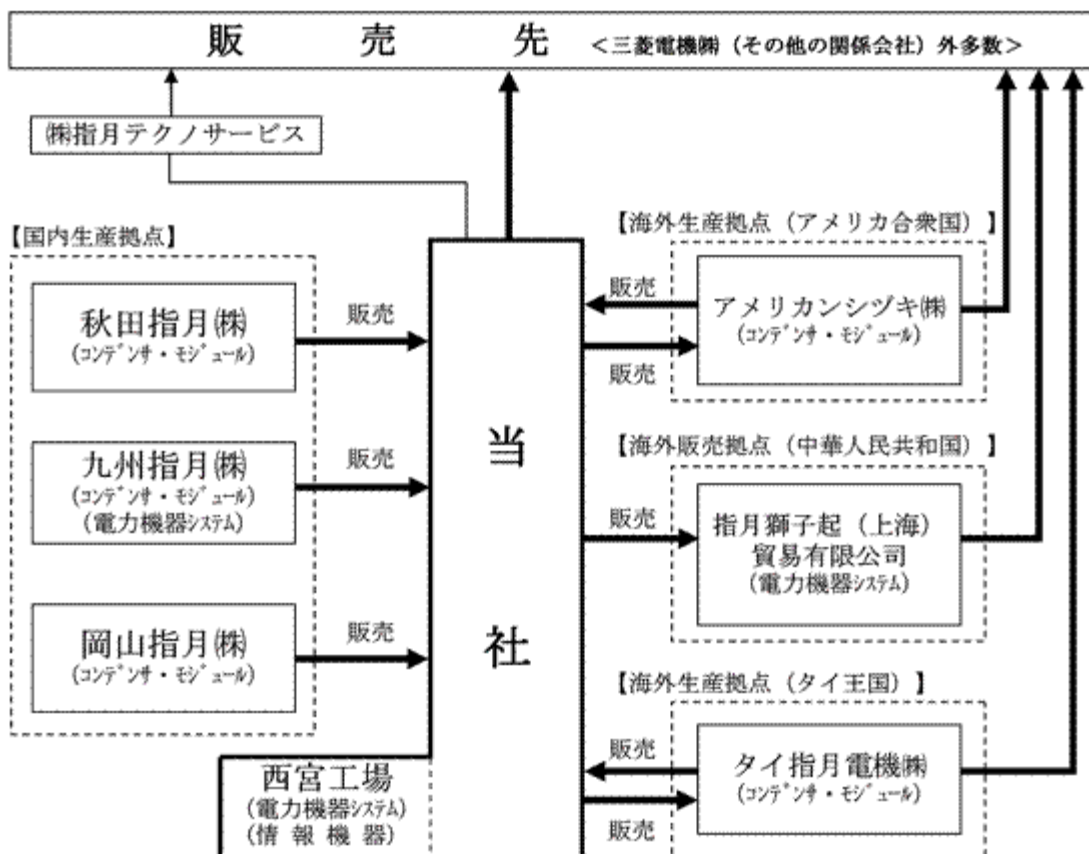 販売先 <三菱電機㈱（その他の関係会社）外多数>
㈱指月テクノサービス
【国内生産拠点】
秋田指月㈱
(コンデンサ・モジュール)
販売
九州指月㈱
(コンデンサ・モジュール)
(電力機器システム)
販売
岡山指月㈱
(コンデンサ・モジュール)
販売
当社
西宮工場
(電力機器システム)
(情報機器)
【海外生産拠点（アメリカ合衆国）】
販売
販売
アメリカンシヅキ㈱
(コンデンサ・モジュール)
【海外販売拠点（中華人民共和国）】
販売
指月獅子起（上海）
貿易有限公司
(電力機器システム)
【海外生産拠点（タイ王国）】
販売
販売
タイ指月電機㈱
(コンデンサ・モジュール)